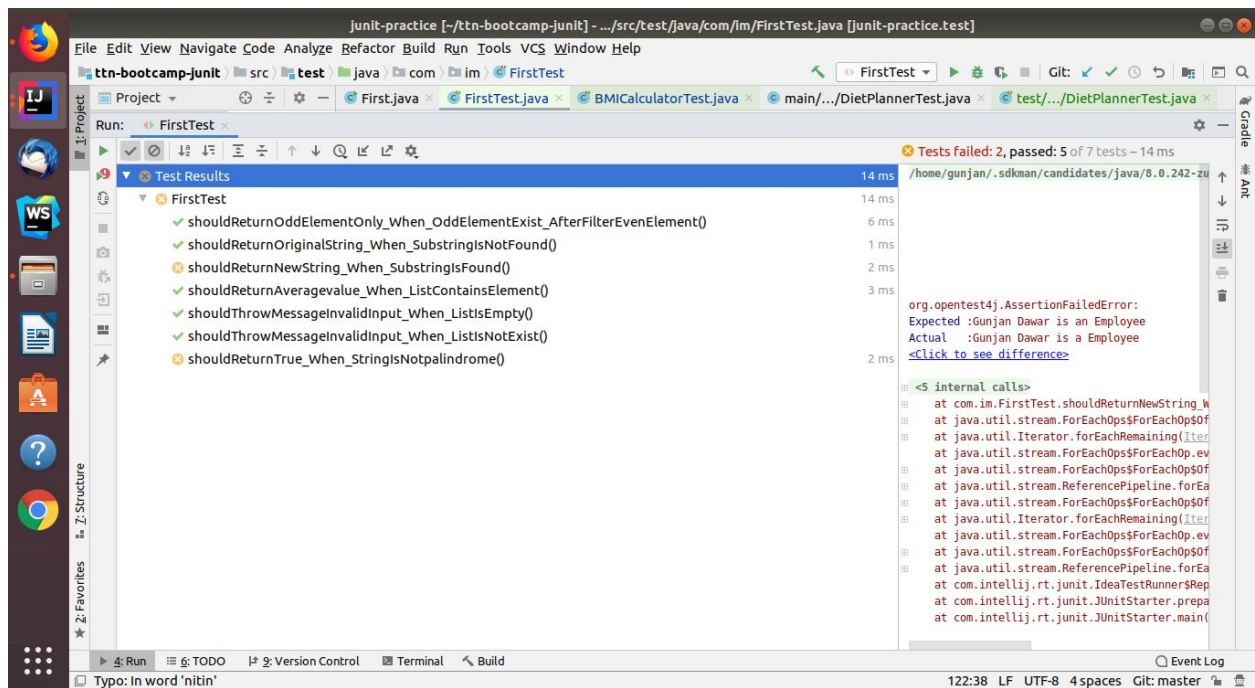 junit-practice [~/ttn-bootcamp-junit] - .../src/test/java/com/im/FirstTest.java [junit-practice.test]
File Edit View Navigate Code Analyze Refactor Build Run Tools VCS Window Help
ttn-bootcamp-junit src test java com im FirstTest FirstTest Git:
1: Project Project First.java FirstTest.java BMICalculatorTest.java main/.../DietPlannerTest.java test/.../DietPlannerTest.java
Run: FirstTest
Gradle
Ant
Tests failed: 2, passed: 5 of 7 tests – 14 ms
Test Results 14 ms
FirstTest 14 ms
shouldReturnOddElementOnly_When_OddElementExist_AfterFilterEvenElement() 6 ms
shouldReturnOriginalString_When_SubstringIsNotFound() 1 ms
shouldReturnNewString_When_SubstringIsFound() 2 ms
shouldReturnAveragevalue_When_ListContainsElement() 3 ms
shouldThrowMessageInvalidInput_When_ListIsEmpty()
shouldThrowMessageInvalidInput_When_ListIsNotExist()
shouldReturnTrue_When_StringIsNotpalindrome() 2 ms
/home/gunjan/.sdkman/candidates/java/8.0.242-zu
org.opentest4j.AssertionFailedError:
Expected :Gunjan Dawar is an Employee
Actual :Gunjan Dawar is a Employee
<Click to see difference>
<5 internal calls>
at com.im.FirstTest.shouldReturnNewString_W
at java.util.stream.ForEachOps$ForEachOp$Of
at java.util.Iterator.forEachRemaining(Iter
at java.util.stream.ForEachOps$ForEachOp.ev
at java.util.stream.ForEachOps$ForEachOp$Of
at java.util.stream.ReferencePipeline.forEa
at java.util.stream.ForEachOps$ForEachOp$Of
at java.util.Iterator.forEachRemaining(Iter
at java.util.stream.ForEachOps$ForEachOp.ev
at java.util.stream.ForEachOps$ForEachOp$Of
at java.util.stream.ReferencePipeline.forEa
at com.intellij.rt.junit.IdeaTestRunner$Rep
at com.intellij.rt.junit.JUnitStarter.prepa
at com.intellij.rt.junit.JUnitStarter.main(
IJ
WS
9
7: Structure
2: Favorites
4: Run 6: TODO 9: Version Control Terminal Build Event Log
Typo: In word 'nitin' 122:38 LF UTF-8 4 spaces Git: master